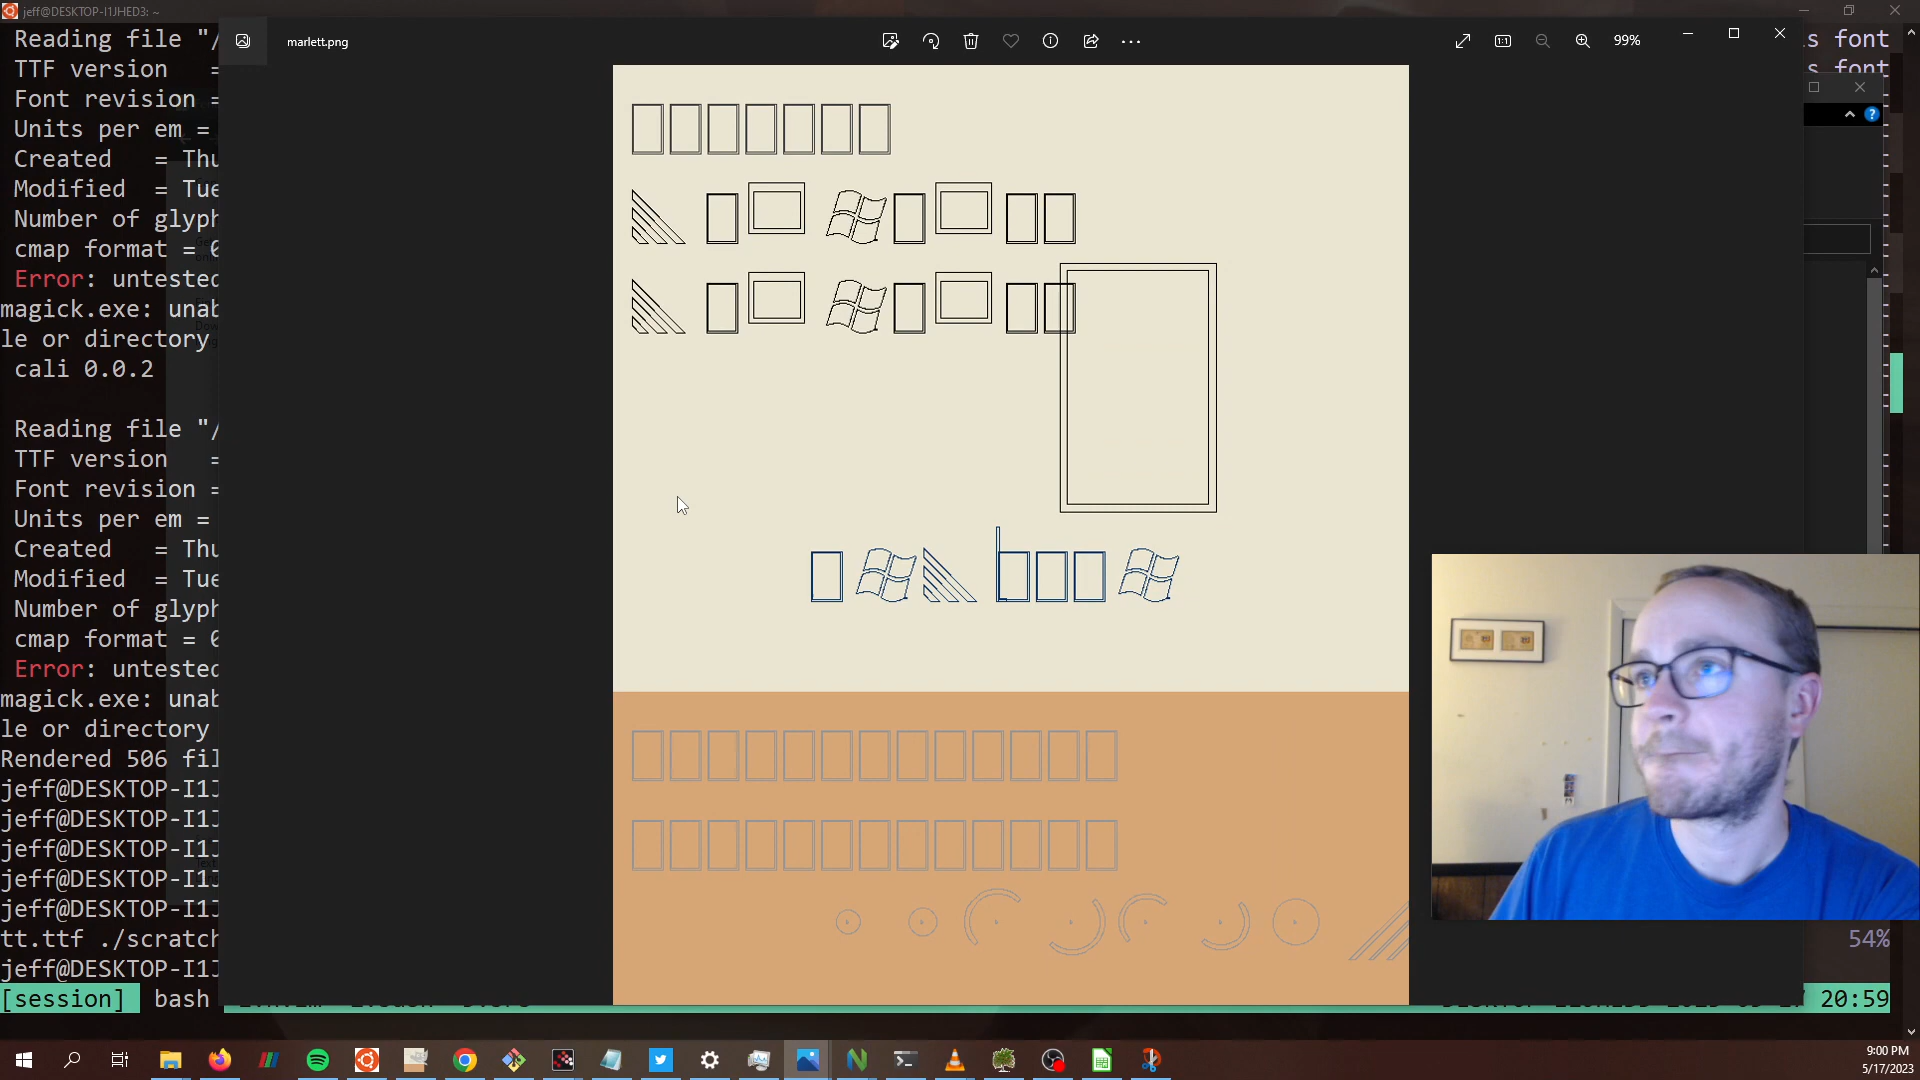 jeff@DESKTOP-I1JHED3: ~
marlett.png
99%
Reading file "/
TTF version =
Font revision =
Units per em =
Created = Thu
Modified = Tue
Number of glyph
cmap format = 0
Error: untested
magick.exe: unab
le or directory
cali 0.0.2
Reading file "/
TTF version =
Font revision =
Units per em =
Created = Thu
Modified = Tue
Number of glyph
cmap format = 0
Error: untested
magick.exe: unab
le or directory
Rendered 506 fil
jeff@DESKTOP-I1J
jeff@DESKTOP-I1J
jeff@DESKTOP-I1J
jeff@DESKTOP-I1J
jeff@DESKTOP-I1J
tt.ttf ./scratch
jeff@DESKTOP-I1J
s font
s font
54%
[session] bash
20:59
9:00 PM
5/17/2023